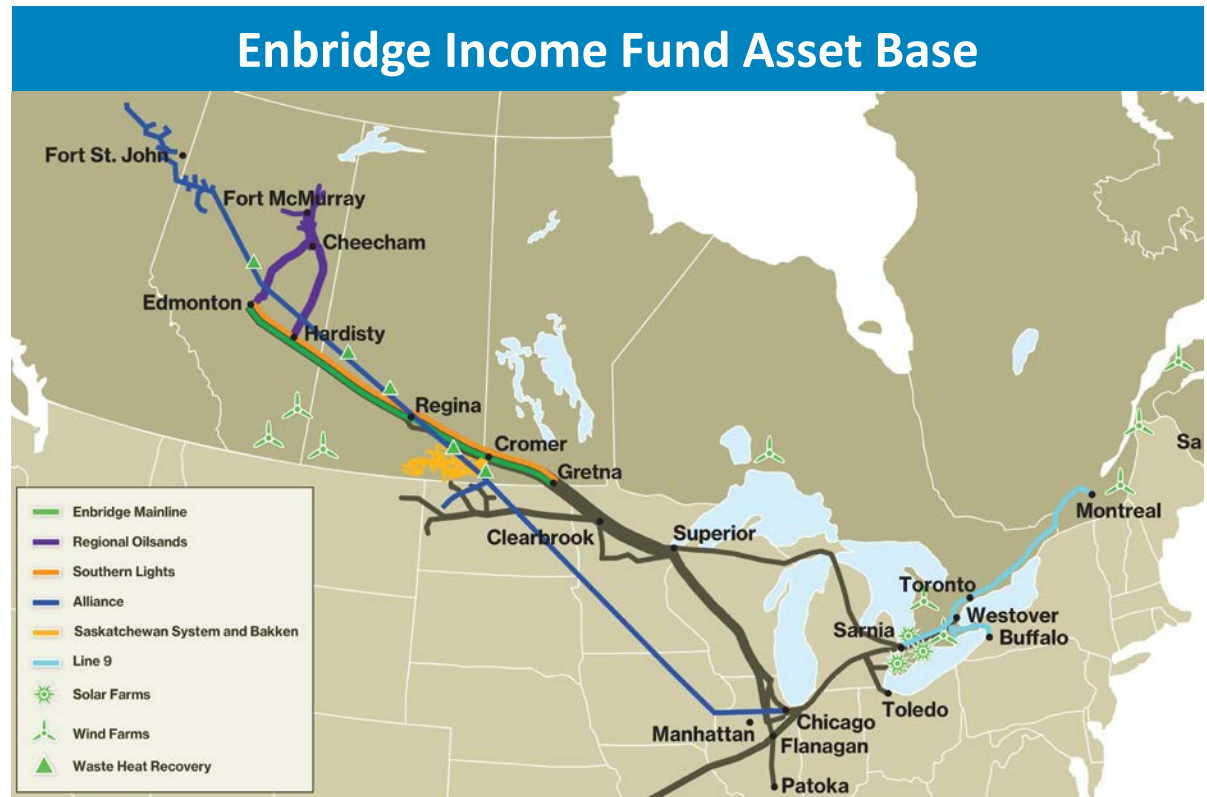 Enbridge Income Fund Asset Base
Fort St. John
Fort McMurray
Cheecham
Edmonton
Hardisty
Regina
Cromer
Gretna
Clearbrook
Superior
Sa
Montreal
Toronto
Westover
Sarnia
Buffalo
Toledo
Chicago
Manhattan
Flanagan
Patoka
Enbridge Mainline
Regional Oilsands
Southern Lights
Alliance
Saskatchewan System and Bakken
Line 9
Solar Farms
Wind Farms
Waste Heat Recovery